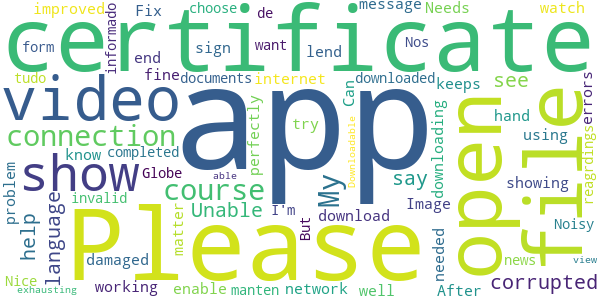 improved Fix choose de message Needs watch
certificate
form informado end sign want lend Nos
tudo fine documents internet downloaded keeps see errors
video app Can open file
connection perfectly try Downloadable downloading hand using
know completed
problem show Globe able My say showing reagrdings
invalid course I'm Image Noisy
help language Please matter Unable But download needed news view
damaged corrupted
Nice working enable manten network well After
exhausting